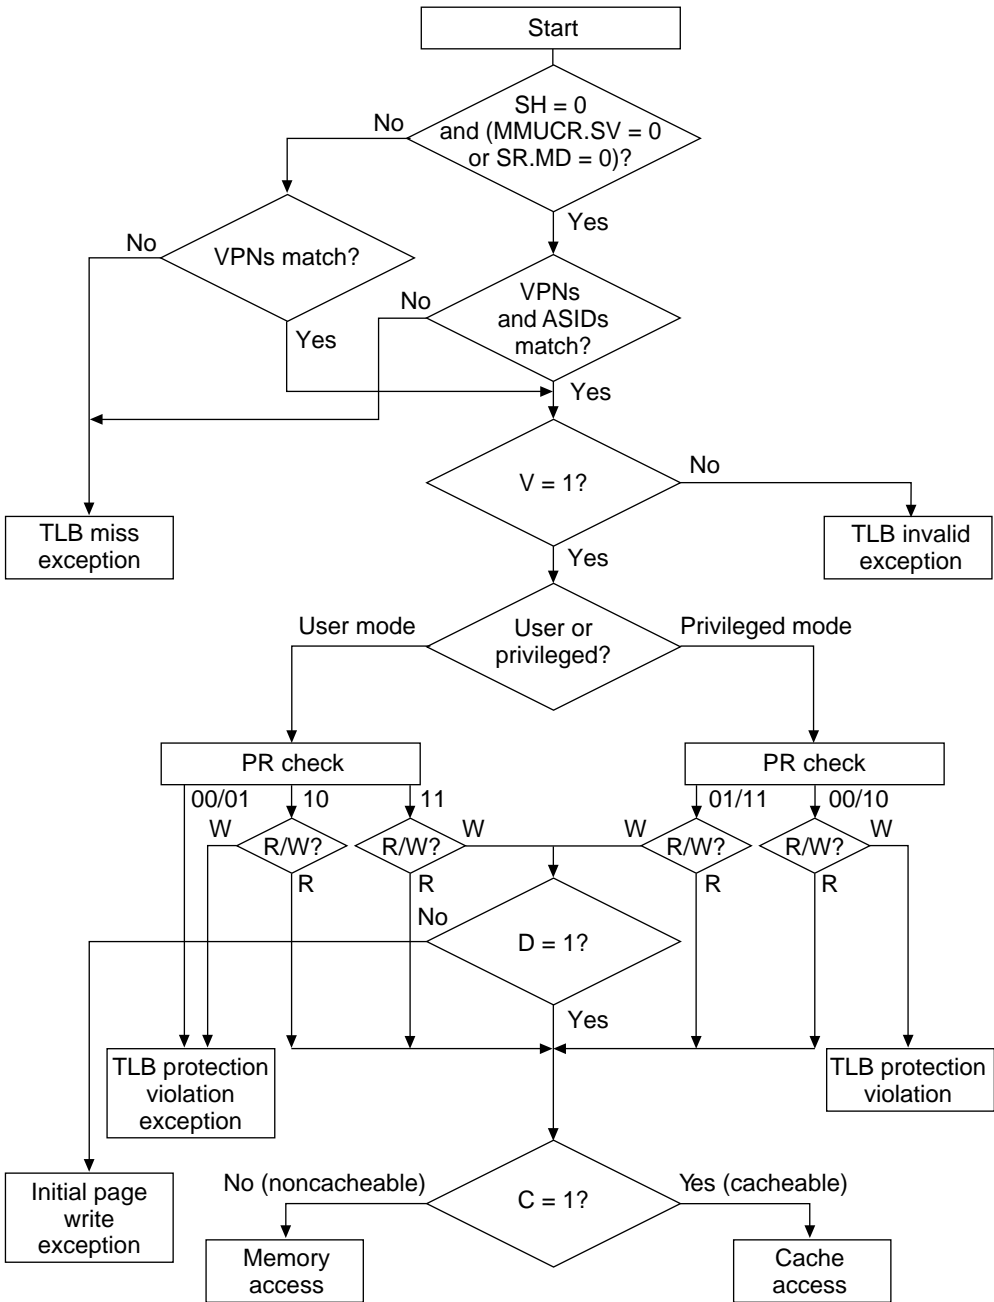 Start
SH = 0
and (MMUCR.SV = 0
or SR.MD = 0)?
No
Yes
No
VPNs match?
Yes
No
VPNs
and ASIDs
match?
Yes
V = 1?
No
Yes
TLB miss
exception
TLB invalid
exception
User mode
User or
privileged?
Privileged mode
PR check
PR check
00/01
10
11
01/11
00/10
W
R/W?
R
R/W?
W
R
W
R/W?
R
R/W?
W
R
No
D = 1?
Yes
TLB protection
violation
exception
TLB protection
violation
Initial page
write
exception
No (noncacheable)
C = 1?
Yes (cacheable)
Memory
access
Cache
access